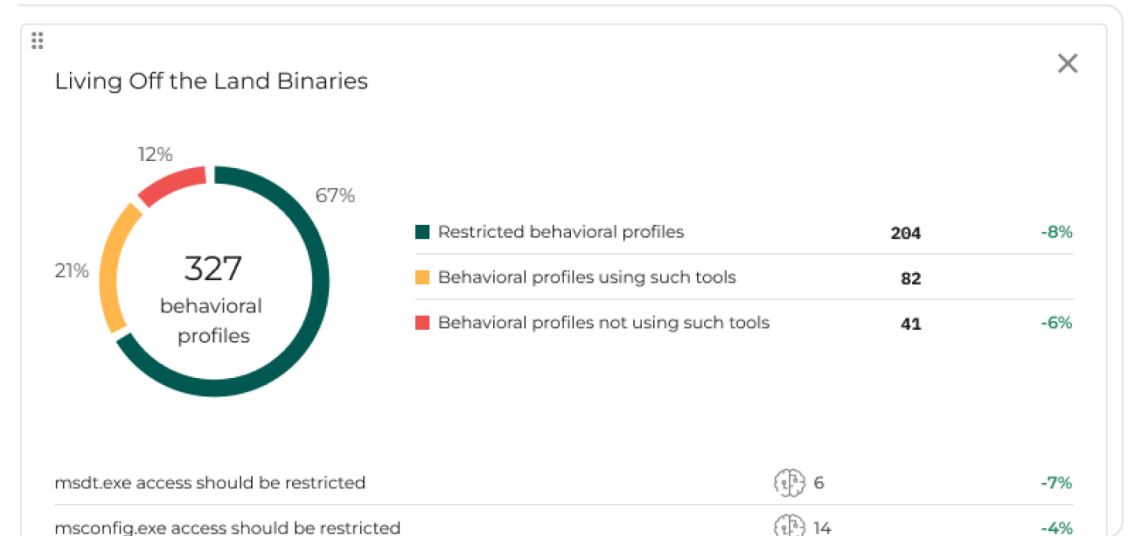 Living Off the Land Binaries
12%
67%
21%
327
behavioral
profiles
Restricted behavioral profiles 204 -8%
Behavioral profiles using such tools 82
Behavioral profiles not using such tools 41 -6%
msdt.exe access should be restricted 6 -7%
msconfig.exe access should be restricted 14 -4%